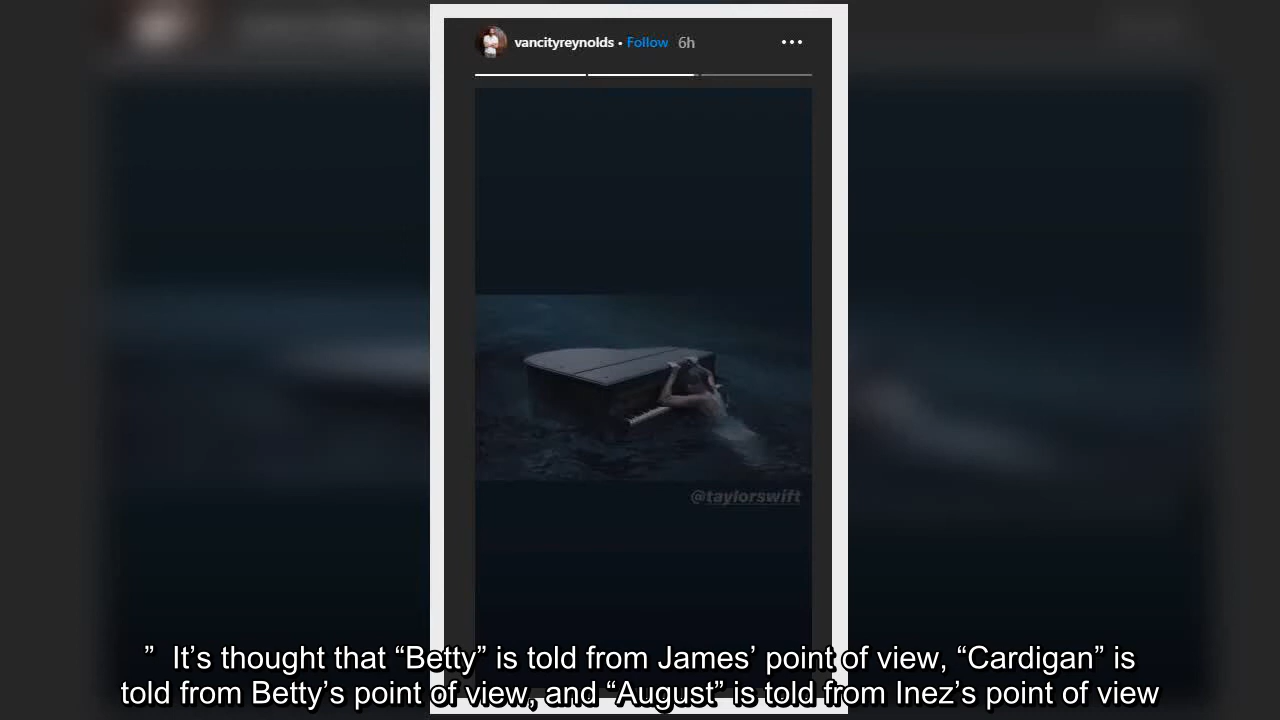 vancityreynolds • Follow 6h
@taylorswift
” It’s thought that “Betty” is told from James’ point of view, “Cardigan” is
told from Betty’s point of view, and “August” is told from Inez’s point of view